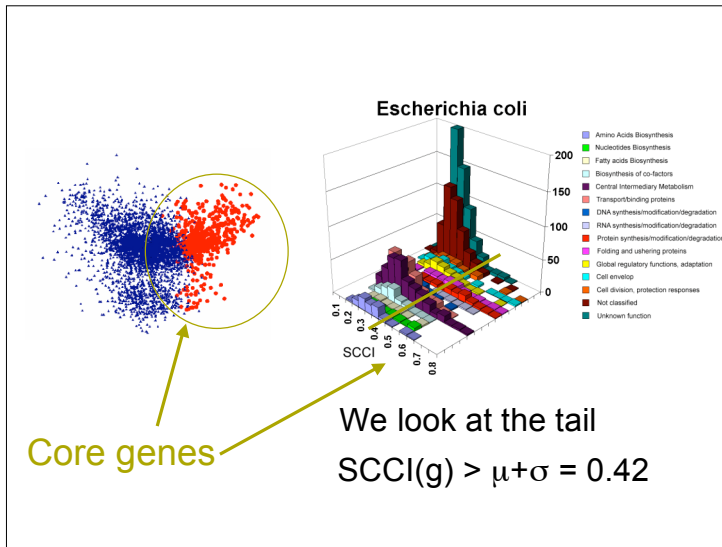 Escherichia coli
200
150
100
50
0
0.1
0.2
0.3
0.4
0.5
0.6
0.7
0.8
SCCI
Amino Acids Biosynthesis
Nucleotides Biosynthesis
Fatty acids Biosynthesis
Biosynthesis of co-factors
Central Intermediary Metabolism
Transport/binding proteins
DNA synthesis/modification/degradation
RNA synthesis/modification/degradation
Protein synthesis/modification/degradation
Folding and ushering proteins
Global regulatory functions, adaptation
Cell envelop
Cell division, protection responses
Not classified
Unknown function
Core genes
We look at the tail
SCCI(g) > μ+σ = 0.42